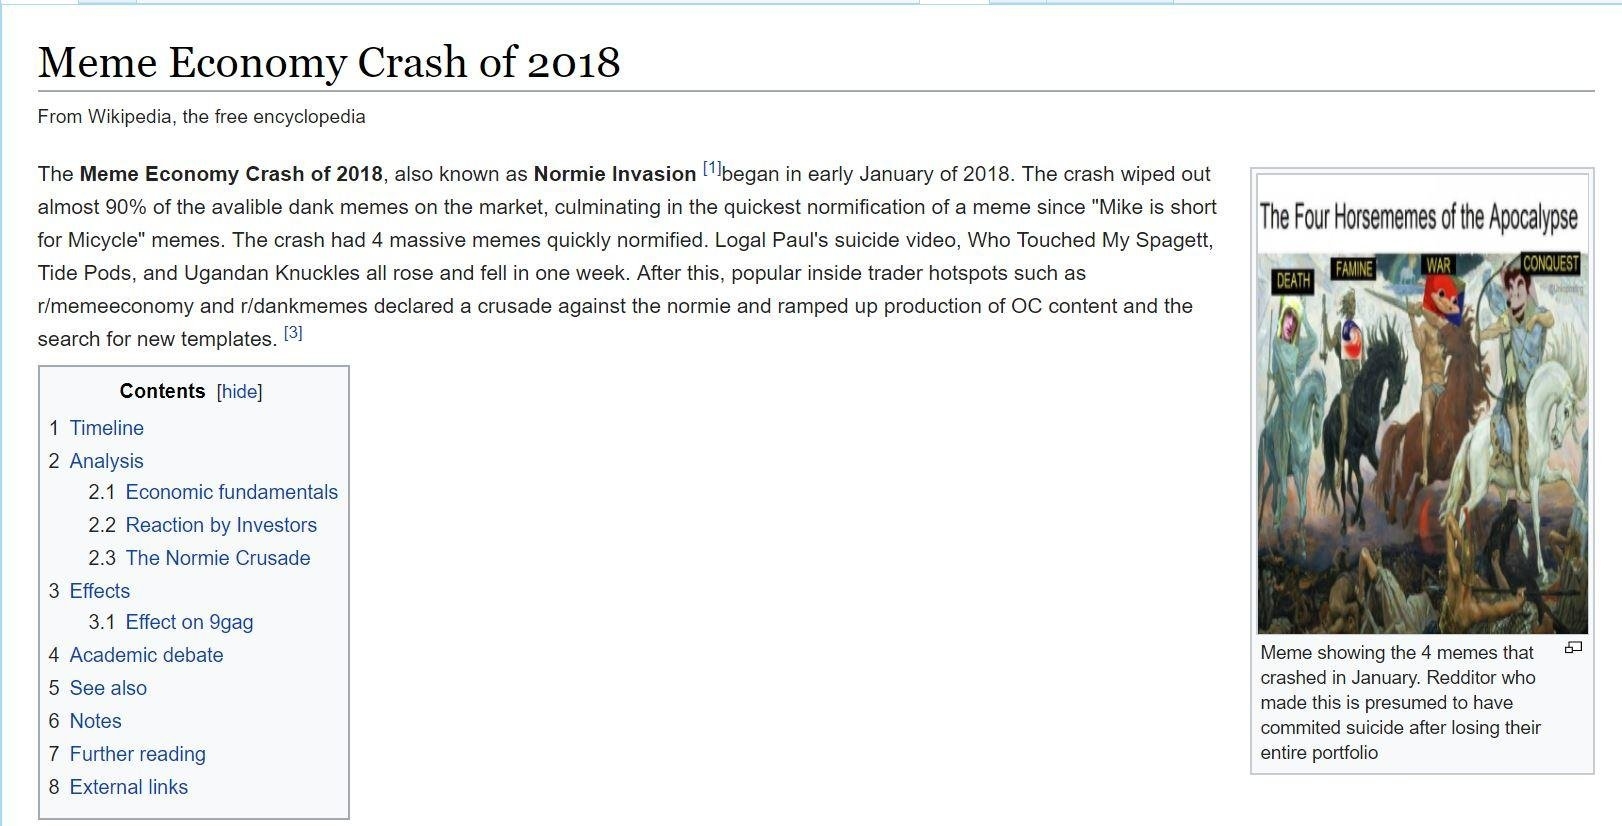 Meme Economy Crash of 2018
From Wikipedia, the free encyclopedia
The Meme Economy Crash of 2018, also known as Normie Invasion [1]began in early January of 2018. The crash wiped out
almost 90% of the avalible dank memes on the market, culminating in the quickest normification of a meme since "Mike is short
for Micycle" memes. The crash had 4 massive memes quickly normified. Logal Paul's suicide video, Who Touched My Spagett,
Tide Pods, and Ugandan Knuckles all rose and fell in one week. After this, popular inside trader hotspots such as
r/memeeconomy and r/dankmemes declared a crusade against the normie and ramped up production of OC content and the
search for new templates. [3]
Contents [hide]
1 Timeline
2 Analysis
2.1 Economic fundamentals
2.2 Reaction by Investors
2.3 The Normie Crusade
3 Effects
3.1 Effect on 9gag
4 Academic debate
5 See also
6 Notes
7 Further reading
8 External links
The Four Horsememes of the Apocalypse
DEATH
FAMINE
WAR
CONQUEST
Meme showing the 4 memes that
crashed in January. Redditor who
made this is presumed to have
commited suicide after losing their
entire portfolio